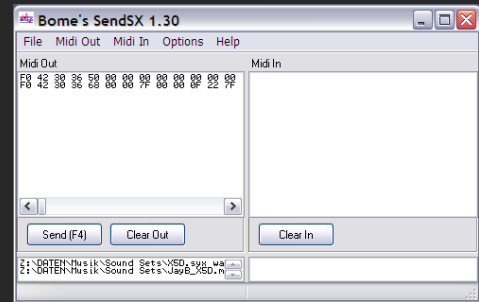 Bome's SendSX 1.30
File Midi Out Midi In Options Help
Midi Out Midi In
F0 42 30 36 50 00 00 00 00 00 00 00
F0 42 30 36 68 00 00 7F 00 00 0F 22 7F
Send (F4) Clear Out Clear In
Z:\DATEN\Musik\Sound Sets\X5D.syx wa
Z:\DATEN\Musik\Sound Sets\JayB_X5D.m